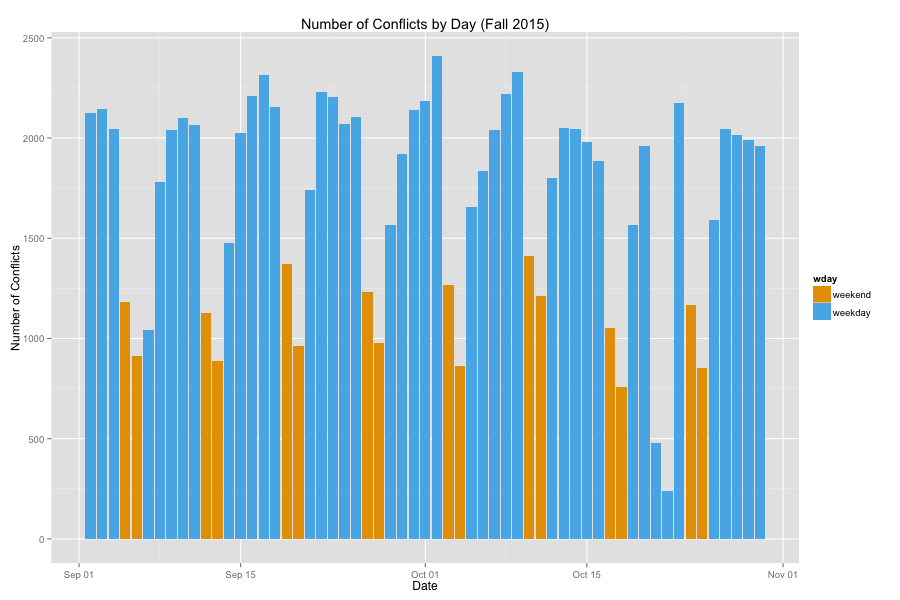 Number of Conflicts by Day (Fall 2015)
2500
2000
1500
1000
500
0
Number of Conflicts
Sep 01
Sep 15
Oct 01
Oct 15
Nov 01
Date
wday
weekend
weekday